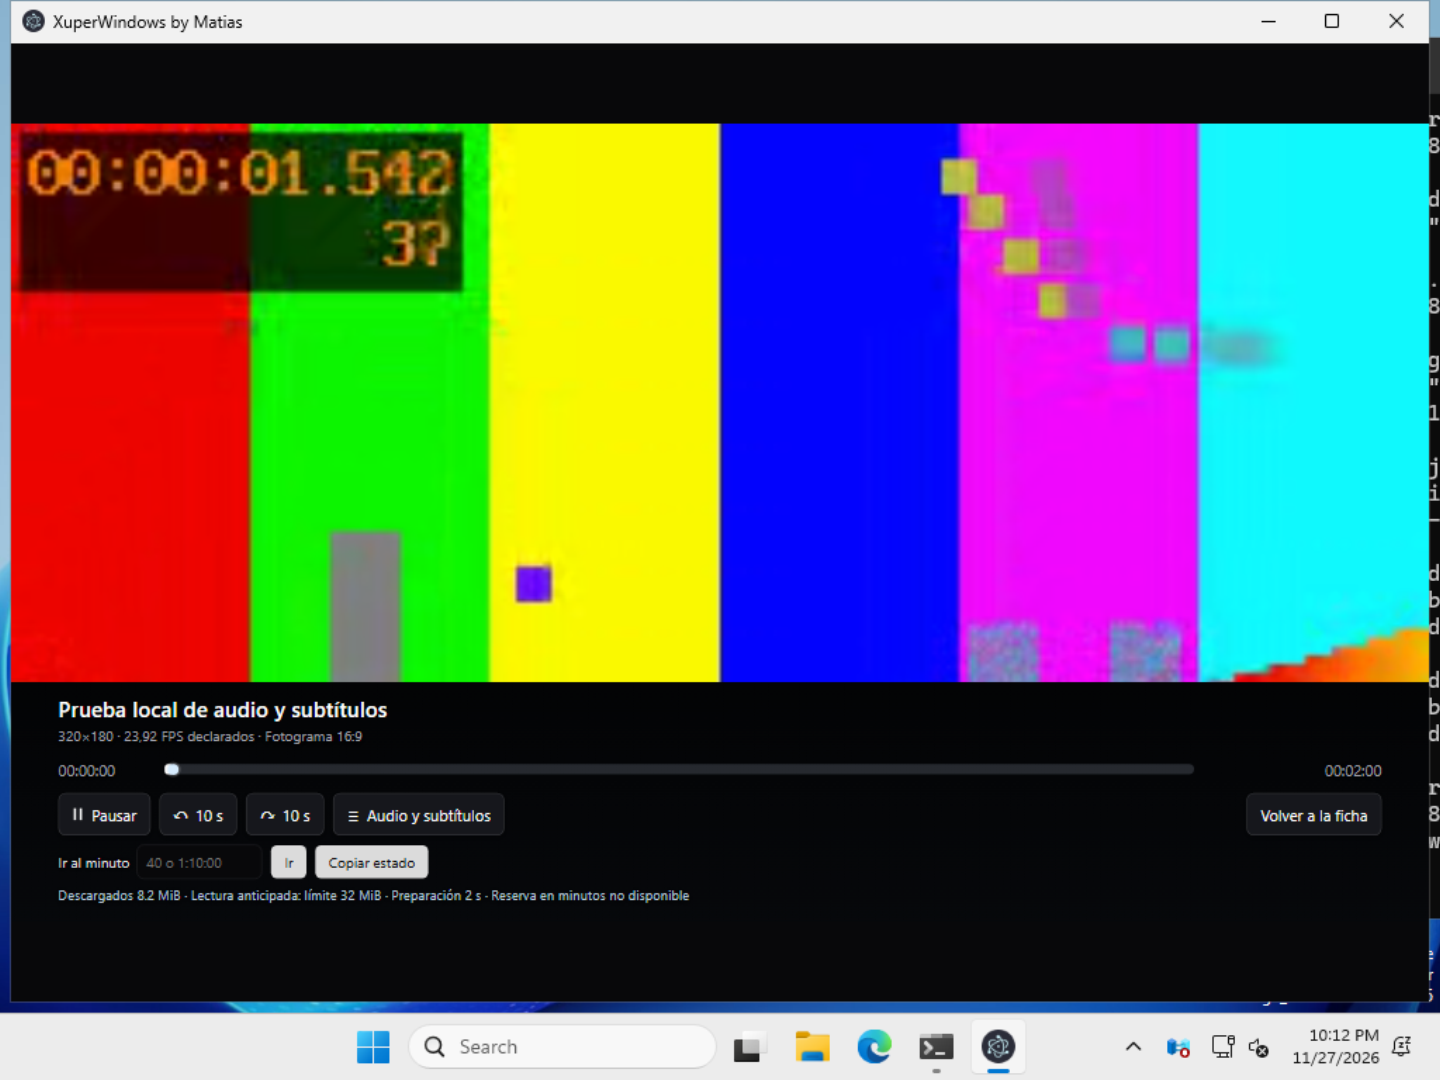 XuperWindows by Matias
00:00:01.542
Prueba local de audio y subtítulos
320×180 · 23,92 FPS declarados · Fotograma 16:9
00:00:00
00:02:00
Pausar
10 s
10 s
Audio y subtítulos
Volver a la ficha
Ir al minuto
40 o 1:10:00
Ir
Copiar estado
Descargados 8.2 MiB · Lectura anticipada: límite 32 MiB · Preparación 2 s · Reserva en minutos no disponible
Search
10:12 PM
11/27/2026